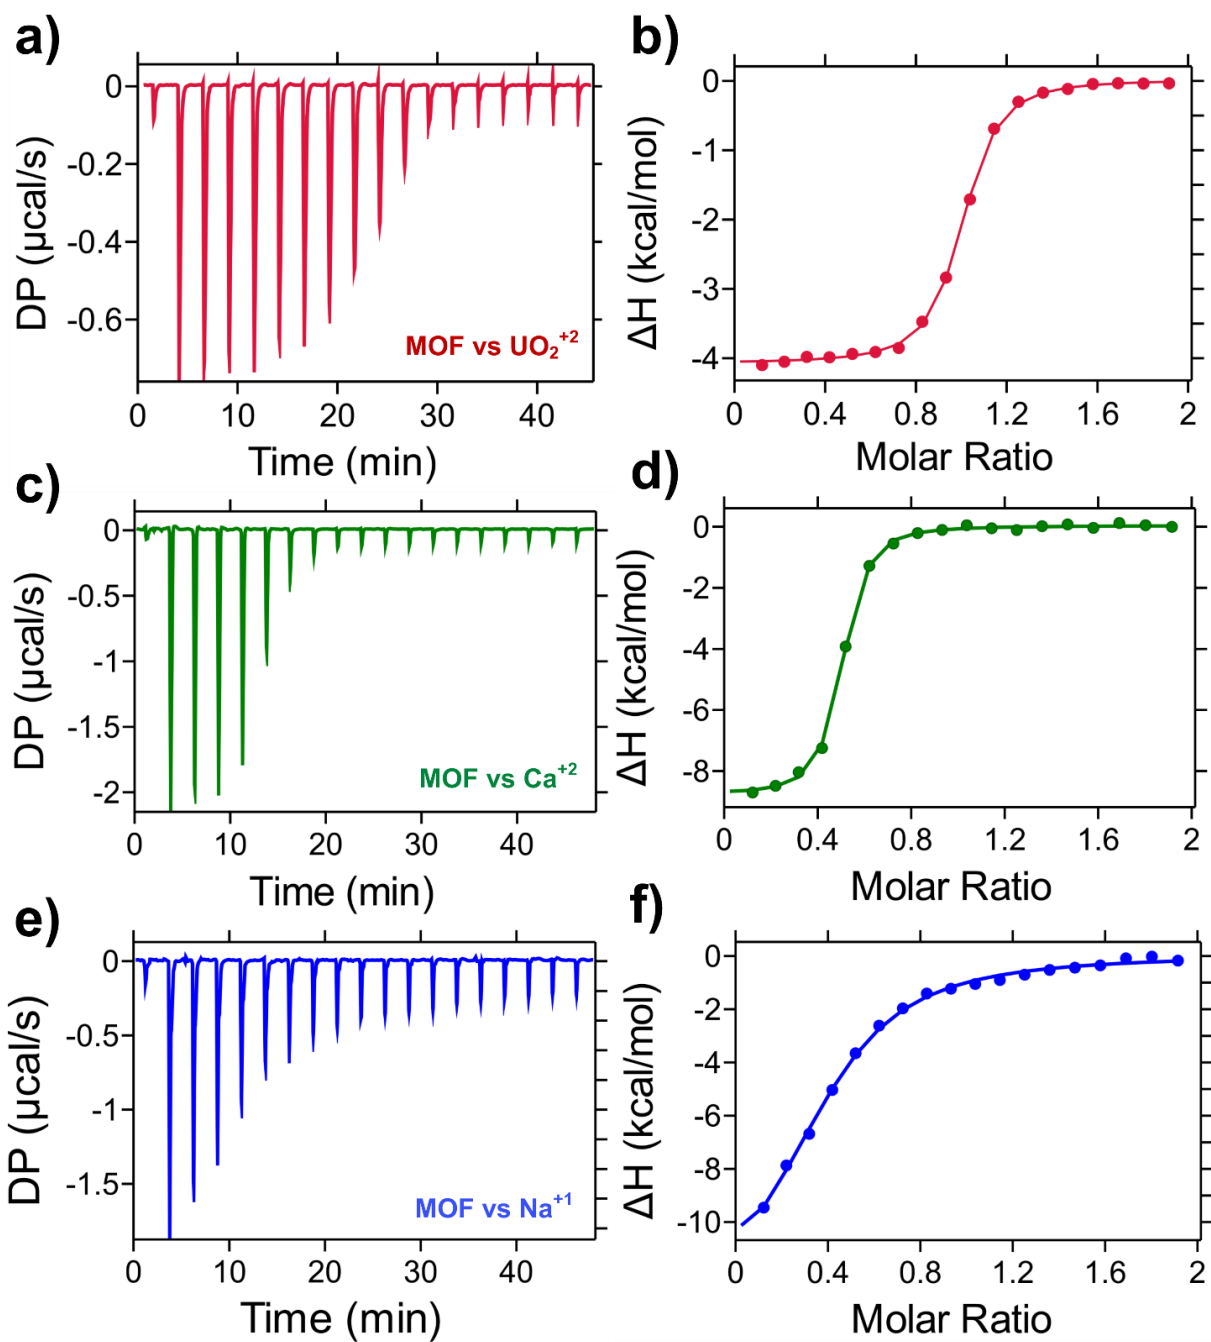 a)
0
-0.2
-0.4
-0.6
DP (µcal/s)
MOF vs UO₂⁺²
0 10 20 30 40
Time (min)
b)
0
-1
-2
-3
-4
ΔH (kcal/mol)
0 0.4 0.8 1.2 1.6 2
Molar Ratio
c)
0
-0.5
-1
-1.5
-2
DP (µcal/s)
MOF vs Ca⁺²
0 10 20 30 40
Time (min)
d)
0
-2
-4
-6
-8
ΔH (kcal/mol)
0 0.4 0.8 1.2 1.6 2
Molar Ratio
e)
0
-0.5
-1
-1.5
DP (µcal/s)
MOF vs Na⁺¹
0 10 20 30 40
Time (min)
f)
0
-2
-4
-6
-8
-10
ΔH (kcal/mol)
0 0.4 0.8 1.2 1.6 2
Molar Ratio